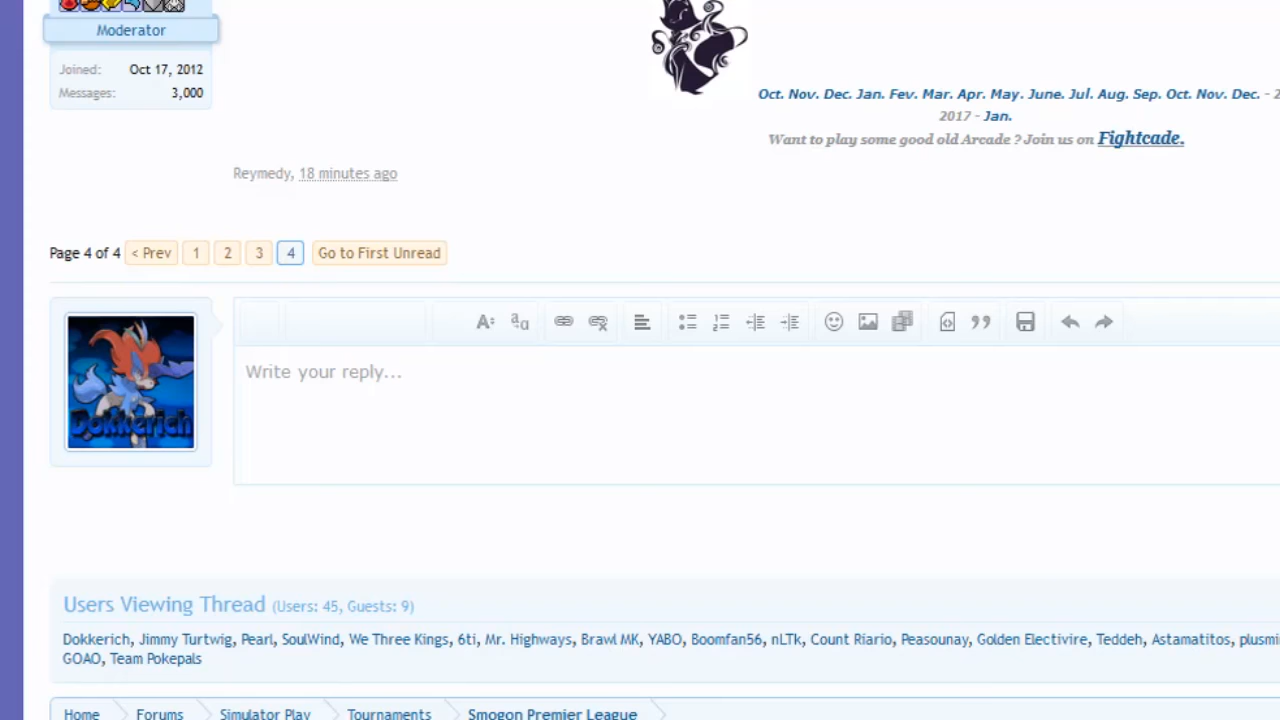 Moderator
Joined: Oct 17, 2012
Messages: 3,000
Oct. Nov. Dec. Jan. Fev. Mar. Apr. May. June. Jul. Aug. Sep. Oct. Nov. Dec. - 2
2017 - Jan.
Want to play some good old Arcade ? Join us on Fightcade.
Reymedy, 18 minutes ago
Page 4 of 4 < Prev 1 2 3 4 Go to First Unread
Write your reply...
Dokkerich
Users Viewing Thread (Users: 45, Guests: 9)
Dokkerich, Jimmy Turtwig, Pearl, SoulWind, We Three Kings, 6ti, Mr. Highways, Brawl MK, YABO, Boomfan56, nLTk, Count Riario, Peasounay, Golden Electivire, Teddeh, Astamatitos, plusmi
GOAO, Team Pokepals
Home Forums Simulator Play Tournaments Smogon Premier League